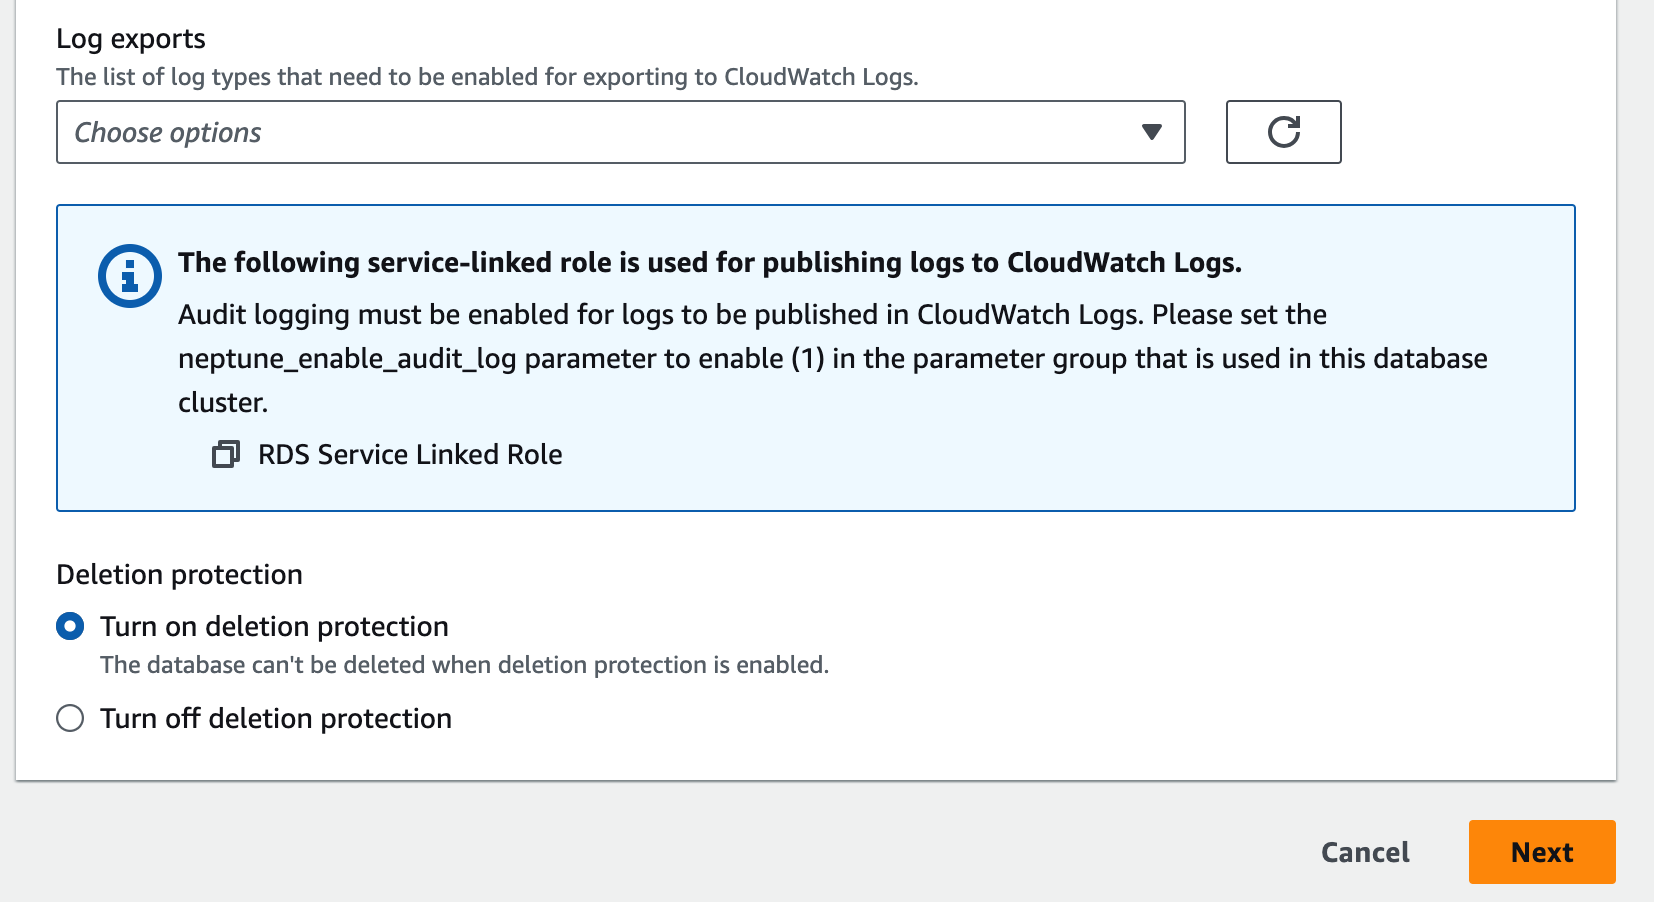 Log exports
The list of log types that need to be enabled for exporting to CloudWatch Logs.
Choose options
The following service-linked role is used for publishing logs to CloudWatch Logs.
Audit logging must be enabled for logs to be published in CloudWatch Logs. Please set the
neptune_enable_audit_log parameter to enable (1) in the parameter group that is used in this database
cluster.
RDS Service Linked Role
Deletion protection
Turn on deletion protection
The database can't be deleted when deletion protection is enabled.
Turn off deletion protection
Cancel
Next